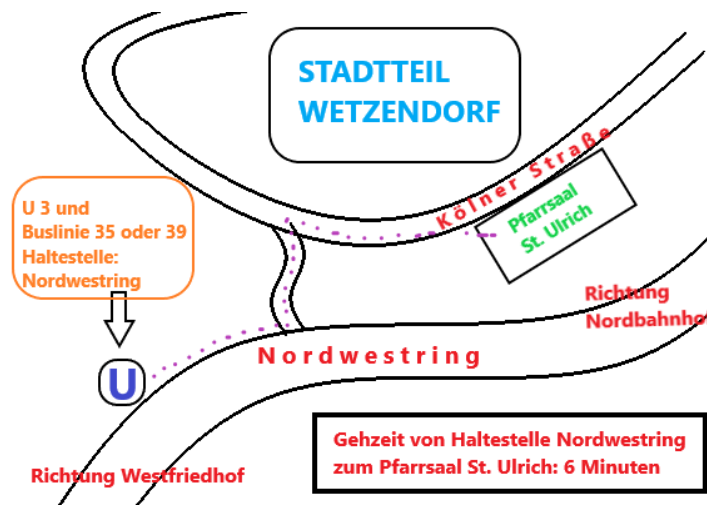 STADTTEIL
WETZENDORF
Kölner Straße
U 3 und
Buslinie 35 oder 39
Haltestelle:
Nordwestring
Pfarrsaal
St. Ulrich
Richtung
Nordbahnhof
Nordwestring
U
Gehzeit von Haltestelle Nordwestring
zum Pfarrsaal St. Ulrich: 6 Minuten
Richtung Westfriedhof